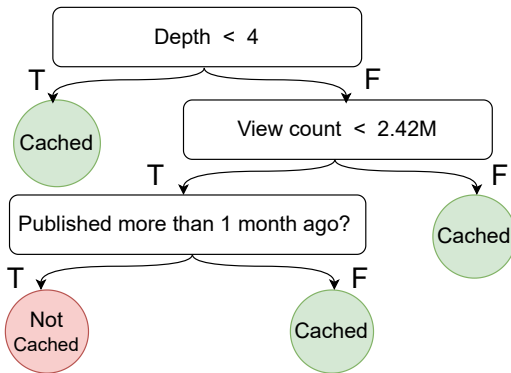 Depth < 4
T
F
Cached
View count < 2.42M
T
F
Published more than 1 month ago?
Cached
T
F
Not
Cached
Cached